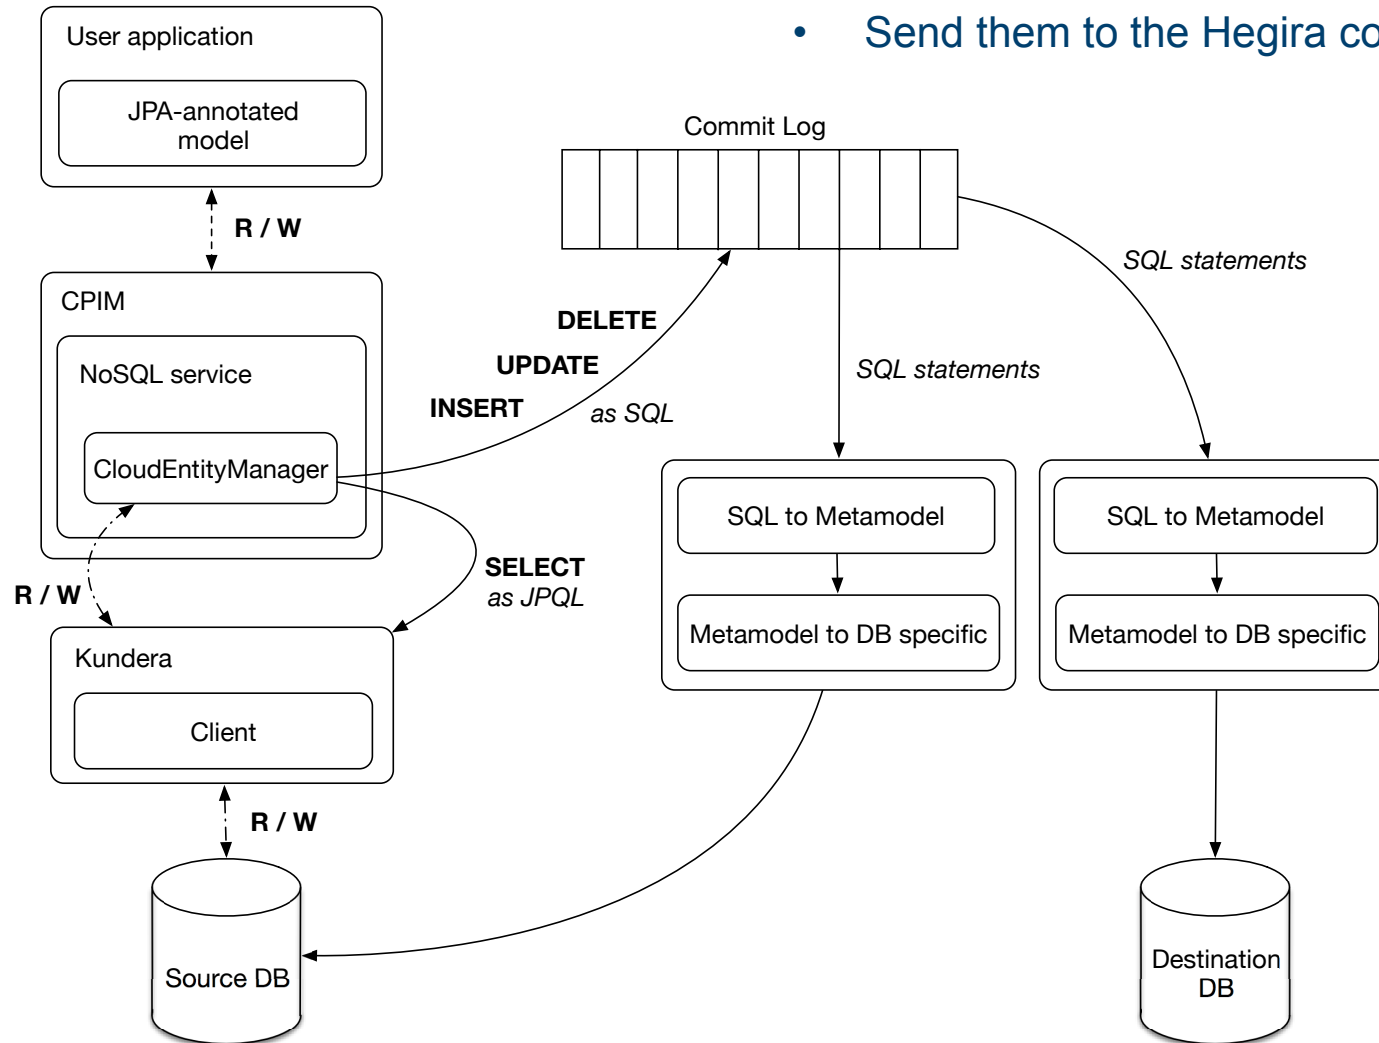 • Send them to the Hegira co
User application
JPA-annotated
model
R / W
CPIM
NoSQL service
CloudEntityManager
R / W
Kundera
Client
R / W
Source DB
Commit Log
DELETE
UPDATE
INSERT
as SQL
SELECT
as JPQL
SQL statements
SQL statements
SQL to Metamodel
Metamodel to DB specific
SQL to Metamodel
Metamodel to DB specific
Destination
DB